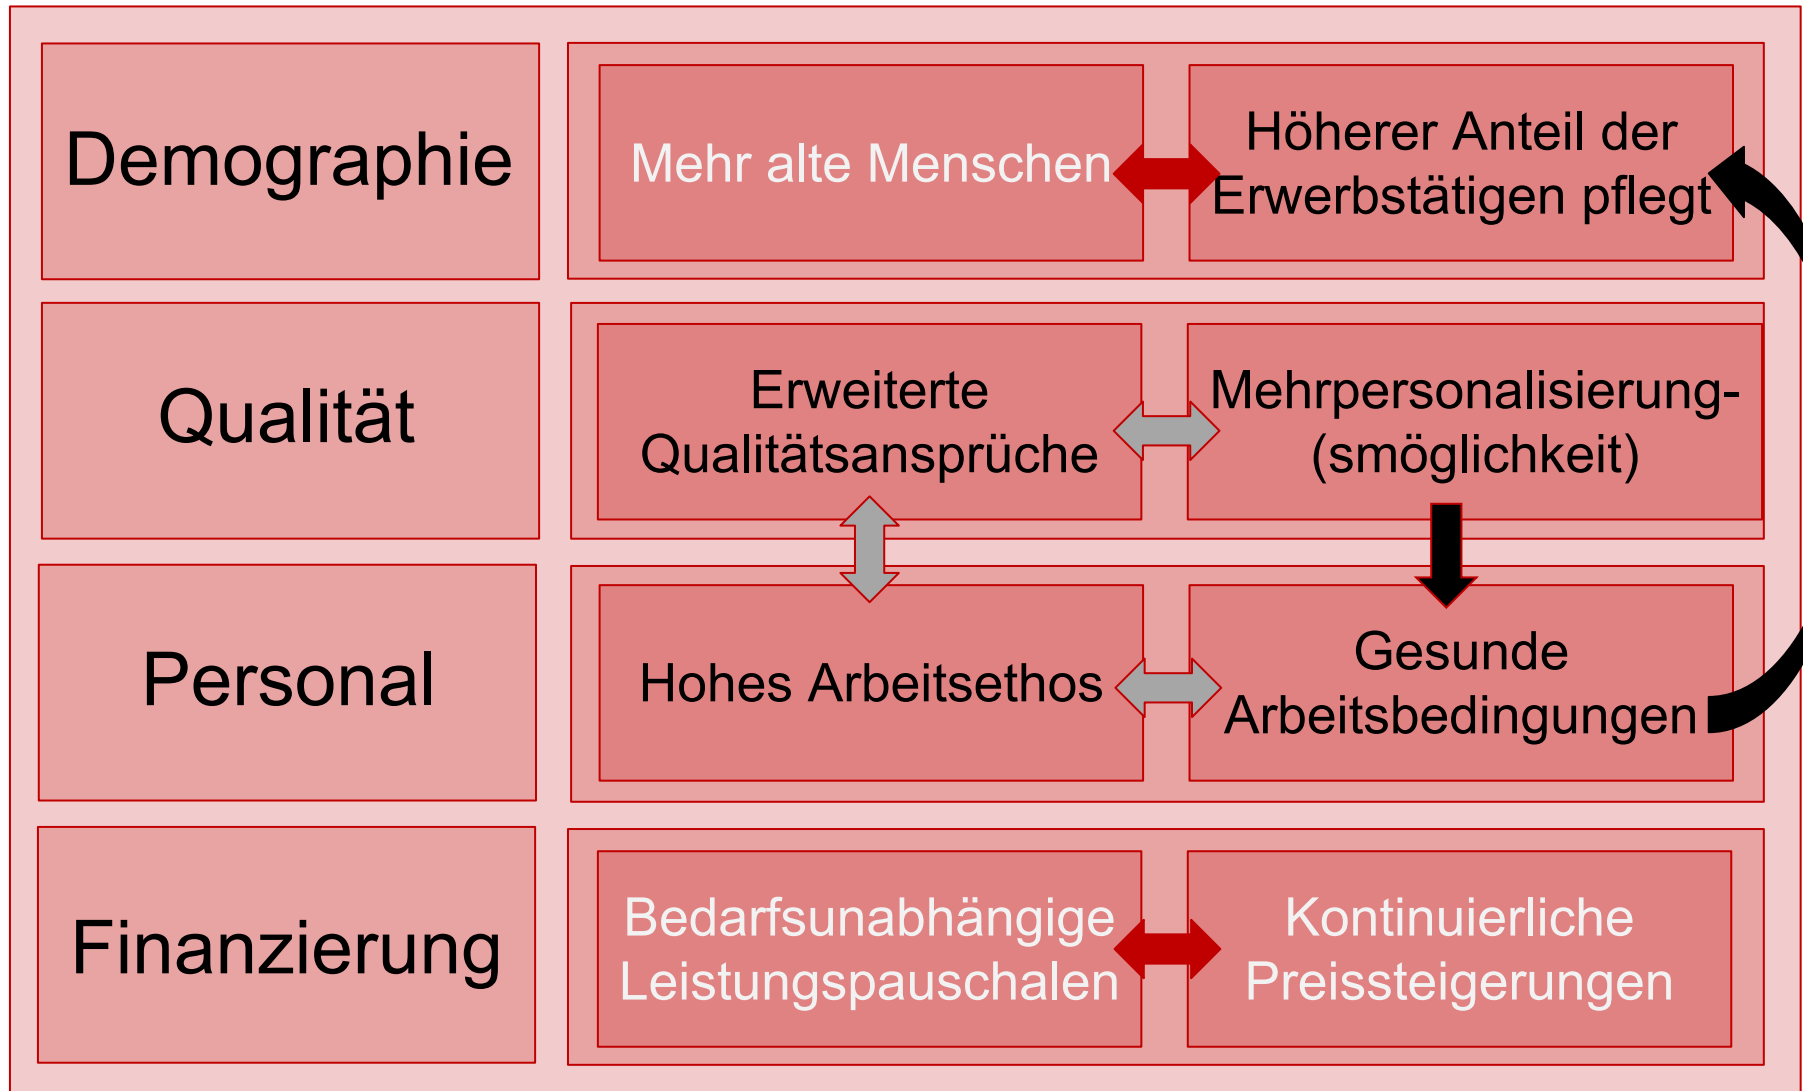 Demographie
Mehr alte Menschen
Höherer Anteil der
Erwerbstätigen pflegt
Qualität
Erweiterte
Qualitätsansprüche
Mehrpersonalisierung-
(smöglichkeit)
Personal
Hohes Arbeitsethos
Gesunde
Arbeitsbedingungen
Finanzierung
Bedarfsunabhängige
Leistungspauschalen
Kontinuierliche
Preissteigerungen